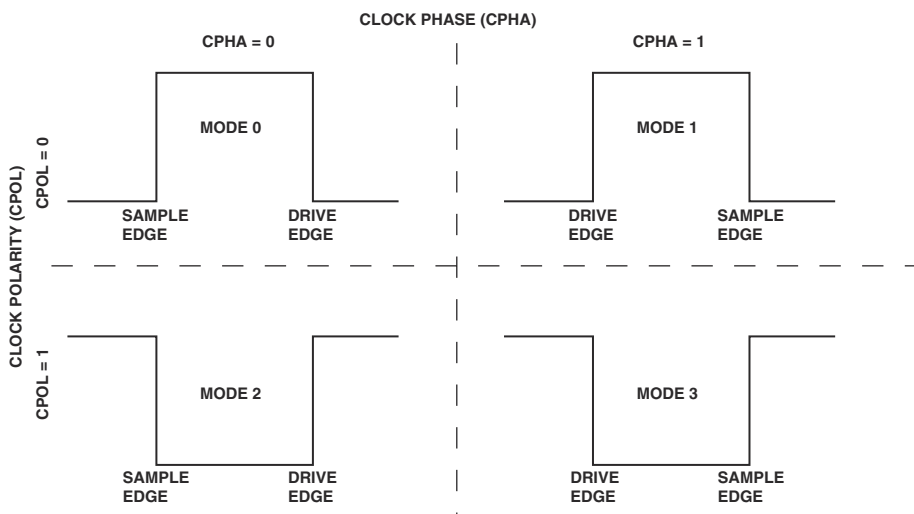 CLOCK PHASE (CPHA)
CPHA = 0
CPHA = 1
CLOCK POLARITY (CPOL)
CPOL = 0
MODE 0
SAMPLE
EDGE
DRIVE
EDGE
MODE 1
DRIVE
EDGE
SAMPLE
EDGE
CPOL = 1
MODE 2
SAMPLE
EDGE
DRIVE
EDGE
MODE 3
DRIVE
EDGE
SAMPLE
EDGE